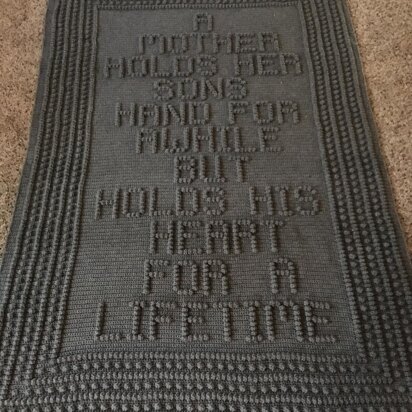 A
MOTHER
HOLDS HER
SONS
HAND FOR
AWHILE
BUT
HOLDS HIS
HEART
FOR A
LIFETIME